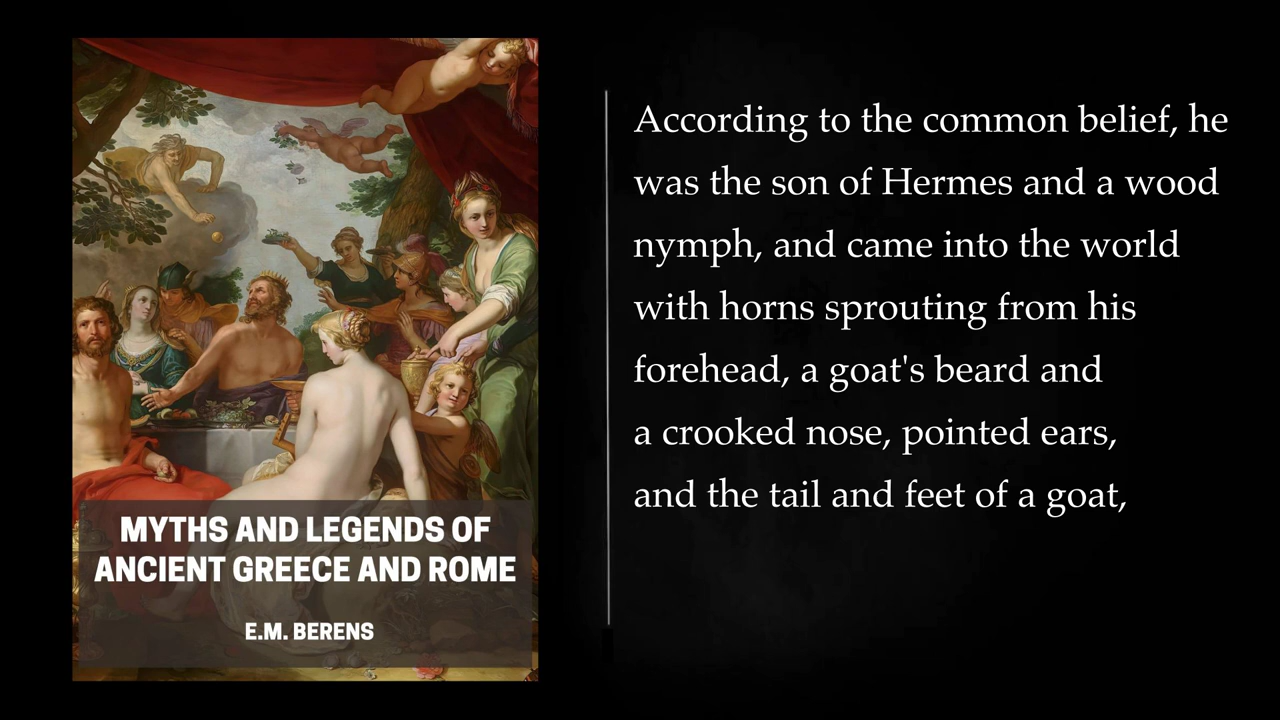 MYTHS AND LEGENDS OF
ANCIENT GREECE AND ROME
E.M. BERENS
According to the common belief, he
was the son of Hermes and a wood
nymph, and came into the world
with horns sprouting from his
forehead, a goat's beard and
a crooked nose, pointed ears,
and the tail and feet of a goat,